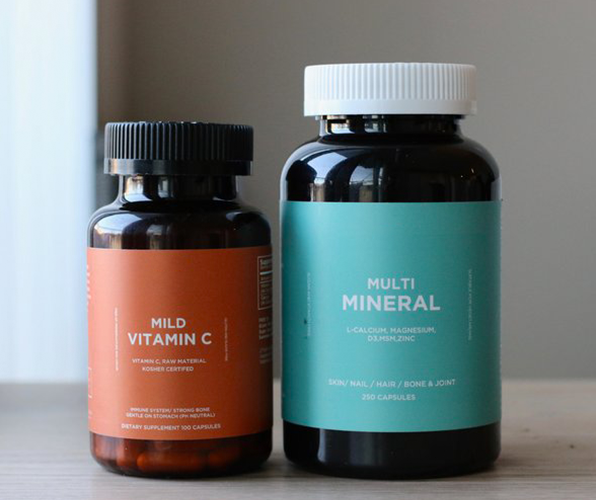 MILD
VITAMIN C
VITAMIN C, RAW MATERIAL
KOSHER CERTIFED
IMMUNE SYSTEM/ STRONG BONE
GENTLE ON STOMACH (PH-NEUTRAL)
DIETARY SUPPLEMENT 100 CAPSULES
MULTI
MINERAL
L-CALCIUM, MAGNESIUM,
D3,MSM,ZINC
SKIN/ NAIL / HAIR / BONE & JOINT
250 CAPSULES